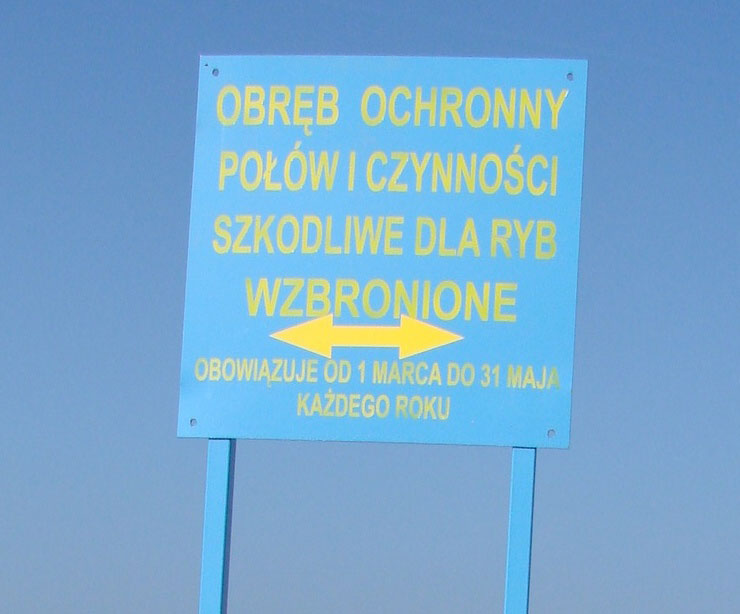 OBRĘB OCHRONNY
POŁÓW I CZYNNOŚCI
SZKODLIWE DLA RYB
WZBRONIONE
OBOWIĄZUJE OD 1 MARCA DO 31 MAJA
KAŻDEGO ROKU